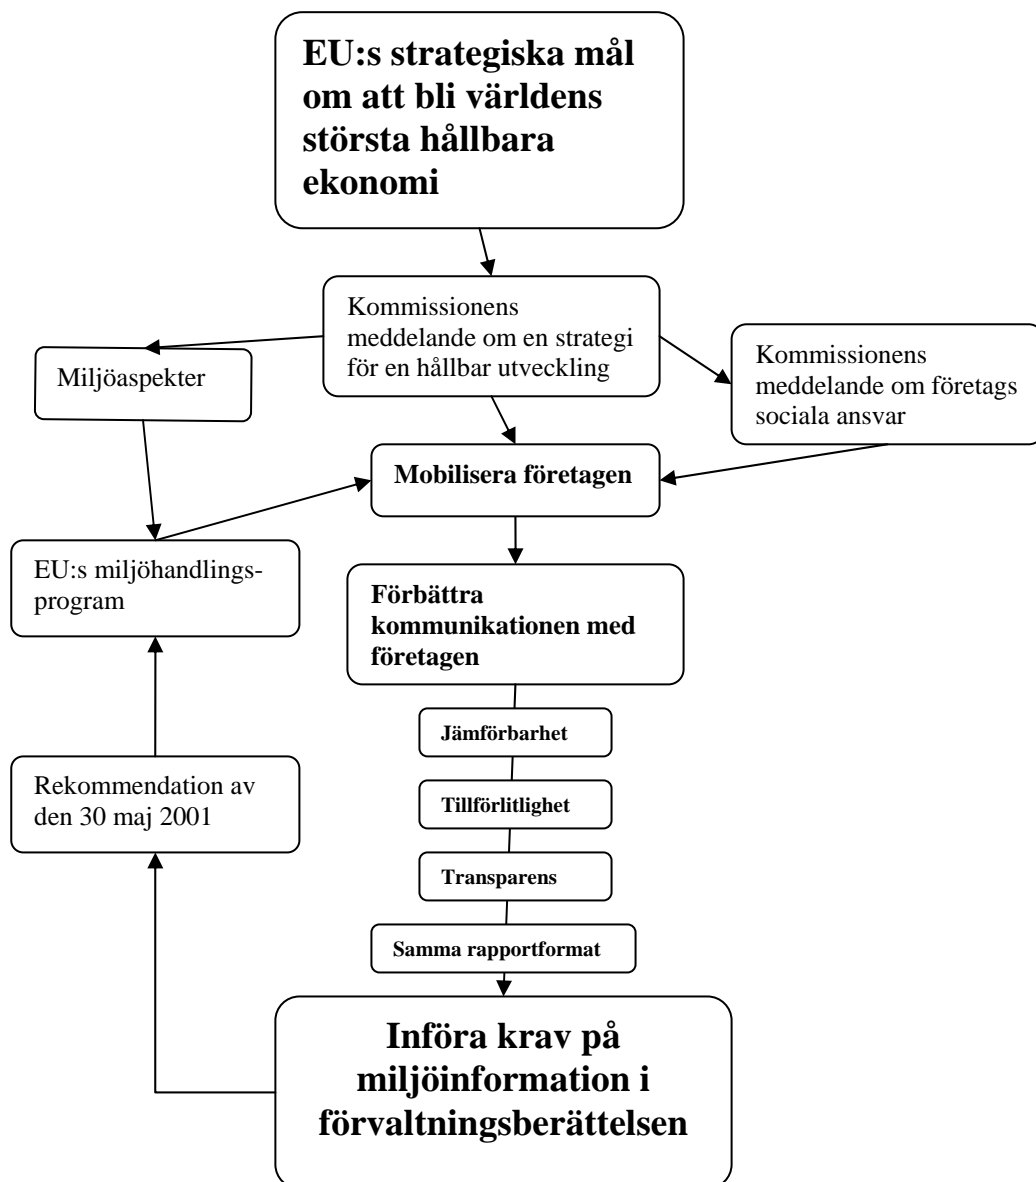 EU:s strategiska mål
om att bli världens
största hållbara
ekonomi
Kommissionens
meddelande om en strategi
för en hållbar utveckling
Miljöaspekter
Kommissionens
meddelande om företags
sociala ansvar
Mobilisera företagen
EU:s miljöhandlings-
program
Förbättra
kommunikationen med
företagen
Jämförbarhet
Rekommendation av
den 30 maj 2001
Tillförlitlighet
Transparens
Samma rapportformat
Införa krav på
miljöinformation i
förvaltningsberättelsen